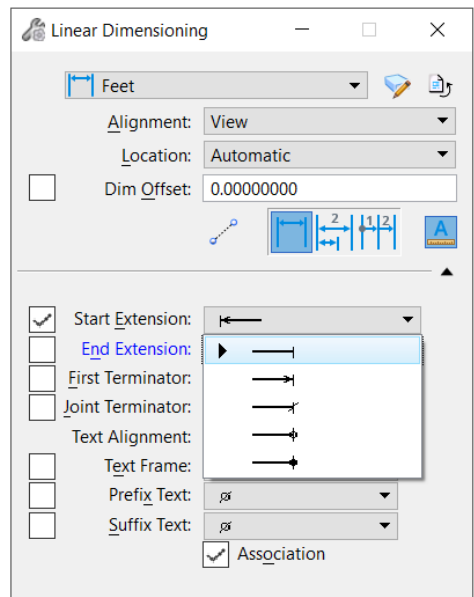 Linear Dimensioning
Feet
Alignment: View
Location: Automatic
Dim Offset: 0.00000000
2
1 2
A
Start Extension:
End Extension:
First Terminator:
Joint Terminator:
Text Alignment:
Text Frame:
Prefix Text: ø
Suffix Text: ø
Association